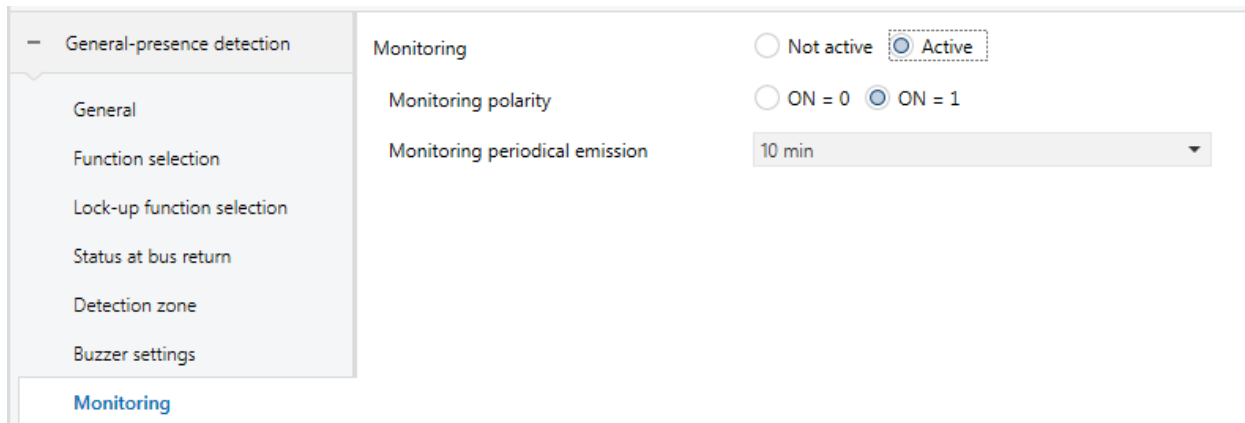 General-presence detection
General
Function selection
Lock-up function selection
Status at bus return
Detection zone
Buzzer settings
Monitoring
Monitoring Not active Active
Monitoring polarity ON = 0 ON = 1
Monitoring periodical emission 10 min